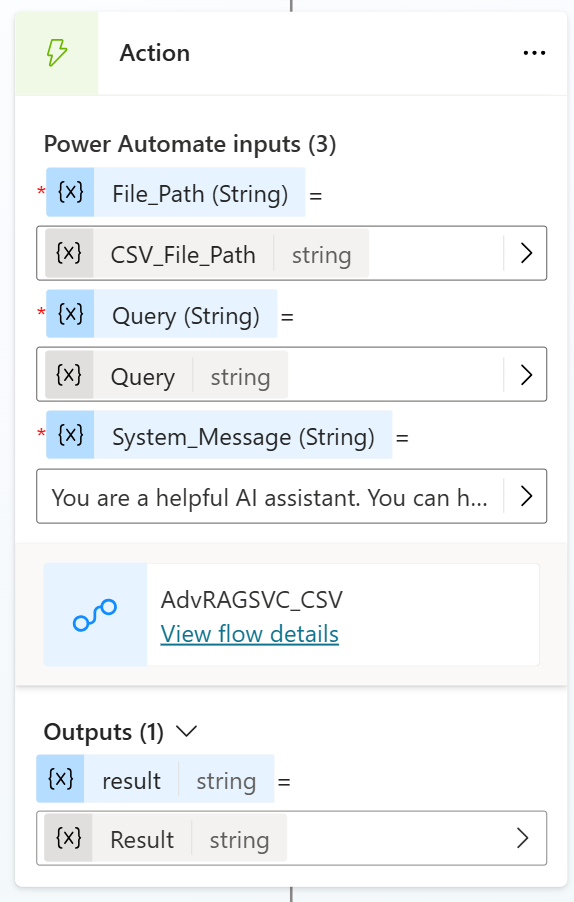 Action
Power Automate inputs (3)
* {x} File_Path (String) =
{x} CSV_File_Path string
* {x} Query (String) =
{x} Query string
* {x} System_Message (String) =
You are a helpful AI assistant. You can h...
AdvRAGSVC_CSV
View flow details
Outputs (1)
{x} result string =
{x} Result string